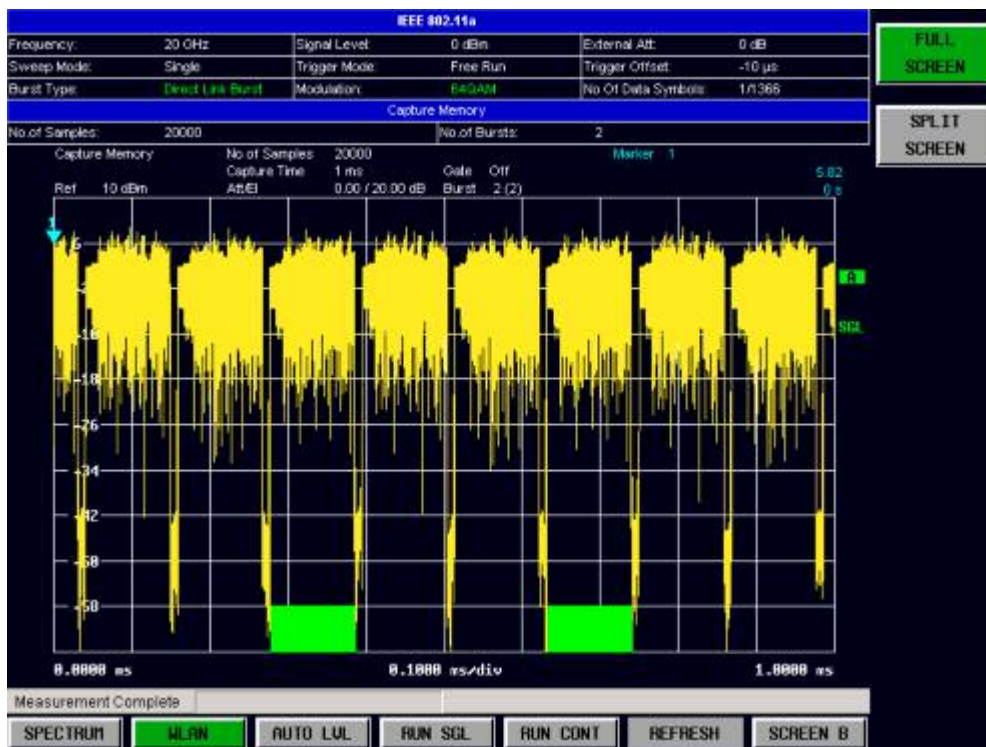 IEEE 802.11a
Frequency: 20 GHz Signal Level: 0 dBm External Att: 0 dB
Sweep Mode: Single Trigger Mode: Free Run Trigger Offset: -10 µs
Burst Type: Direct Link Burst Modulation: 64QAM No Of Data Symbols: 1/1366
Capture Memory
No.of Samples: 20000 No.of Bursts: 2
FULL SCREEN
SPLIT SCREEN
Capture Memory No of Samples 20000 Marker 1
Capture Time 1 ms Gate Off 5.82
Ref 10 dBm Att/El 0.00 / 20.00 dB Burst 2 (2) 0 s
1
A
SGL
-18
-26
-34
-42
-58
0.0000 ms 0.1000 ms/div 1.0000 ms
Measurement Complete
SPECTRUM WLAN AUTO LVL RUN SGL RUN CONT REFRESH SCREEN B